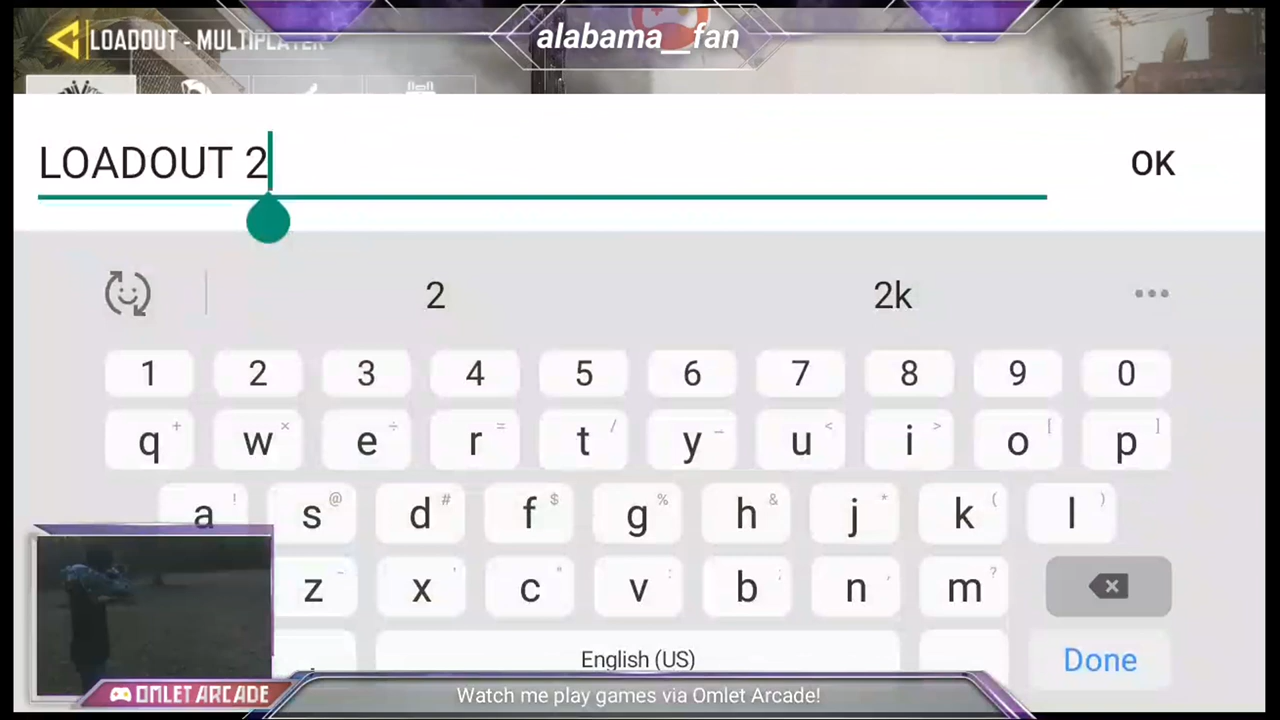 LOADOUT - MULTIPLAYER
alabama__fan
LOADOUT 2
OK
2 2k
1 2 3 4 5 6 7 8 9 0
q + w × e ÷ r = t / y _ u < i > o [ p ]
a ! s @ d # f $ g % h & j * k ( l )
z - x ' c " v : b ; n , m ?
. English (US) Done
OMLET ARCADE
Watch me play games via Omlet Arcade!